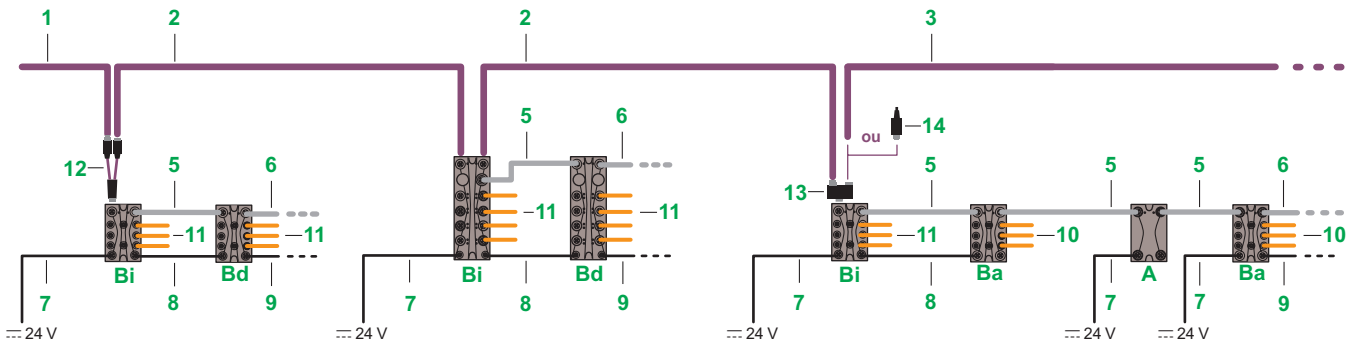 1 2 2 3
5 6 14
ou
12 5 6 13 5 5 5 6
11 11 11 11 11 10 10
Bi Bd Bi Bd Bi Ba A Ba
7 8 9 7 8 9 7 8 7 7 9
24 V 24 V 24 V 24 V 24 V